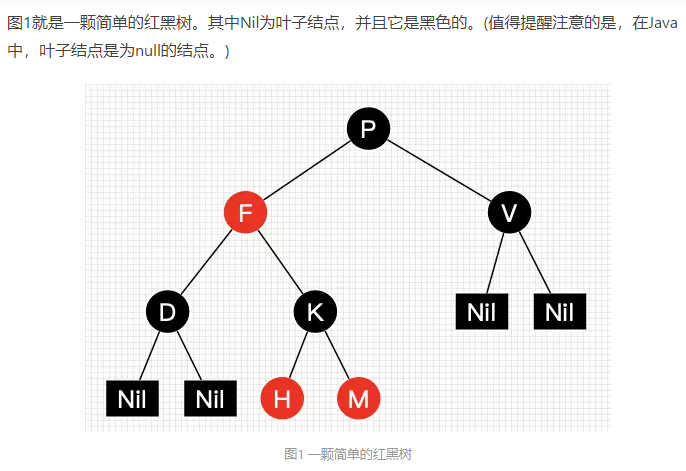 图1就是一颗简单的红黑树。其中Nil为叶子结点，并且它是黑色的。(值得提醒注意的是，在Java
中，叶子结点是为null的结点。)
P
F
V
D
K
Nil
Nil
Nil
Nil
H
M
图1 一颗简单的红黑树